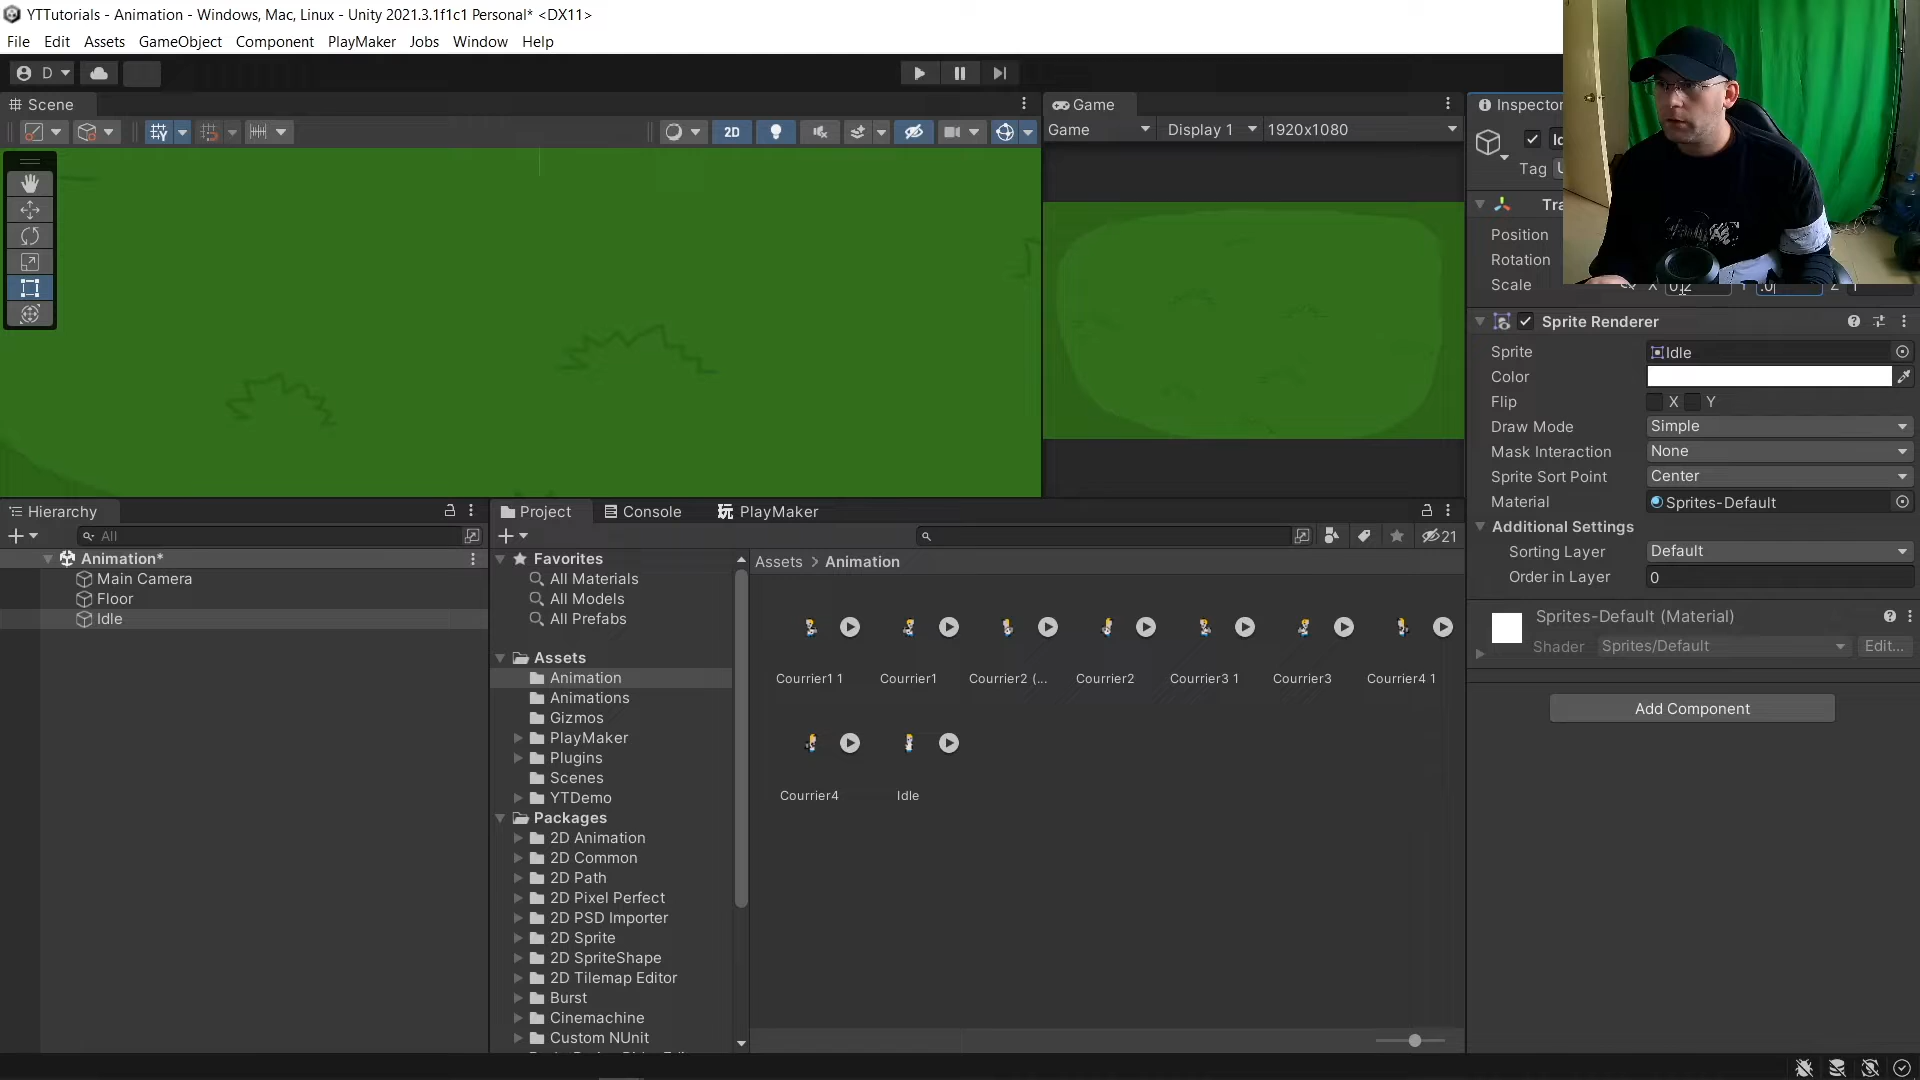 YTTutorials - Animation - Windows, Mac, Linux - Unity 2021.3.1f1c1 Personal* <DX11>
File Edit Assets GameObject Component PlayMaker Jobs Window Help
D
Scene
2D
Game
Game Display 1 1920x1080
Inspector
Tag
Position
Rotation
Scale X 0.2 .0 Z 1
Sprite Renderer
Sprite Idle
Color
Flip X Y
Draw Mode Simple
Mask Interaction None
Sprite Sort Point Center
Material Sprites-Default
Additional Settings
Sorting Layer Default
Order in Layer 0
Sprites-Default (Material)
Shader Sprites/Default Edit...
Add Component
Hierarchy
All
Animation*
Main Camera
Floor
Idle
Project Console PlayMaker
21
Favorites
All Materials
All Models
All Prefabs
Assets
Animation
Animations
Gizmos
PlayMaker
Plugins
Scenes
YTDemo
Packages
2D Animation
2D Common
2D Path
2D Pixel Perfect
2D PSD Importer
2D Sprite
2D SpriteShape
2D Tilemap Editor
Burst
Cinemachine
Custom NUnit
Assets > Animation
Courrier1 1 Courrier1 Courrier2 (... Courrier2 Courrier3 1 Courrier3 Courrier4 1
Courrier4 Idle